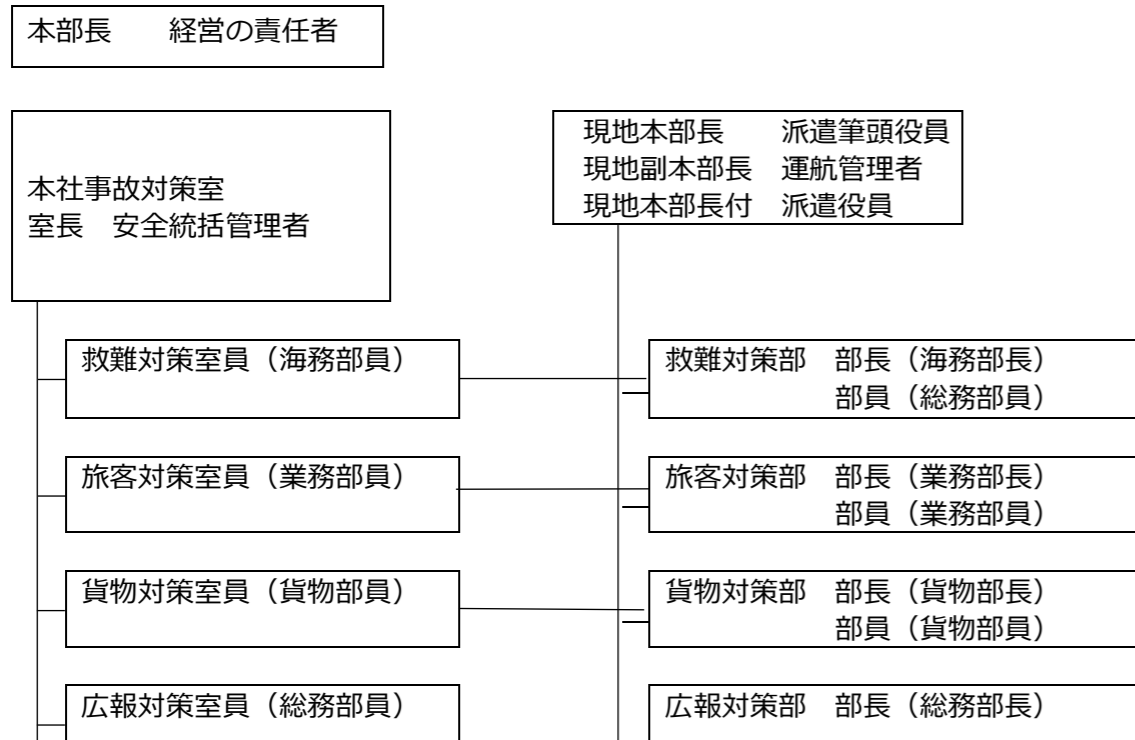 本部長　　経営の責任者
本社事故対策室
室長　安全統括管理者
現地本部長　　派遣筆頭役員
現地副本部長　運航管理者
現地本部長付　派遣役員
救難対策室員（海務部員）
救難対策部　部長（海務部長）
部員（総務部員）
旅客対策室員（業務部員）
旅客対策部　部長（業務部長）
部員（業務部員）
貨物対策室員（貨物部員）
貨物対策部　部長（貨物部長）
部員（貨物部員）
広報対策室員（総務部員）
広報対策部　部長（総務部長）